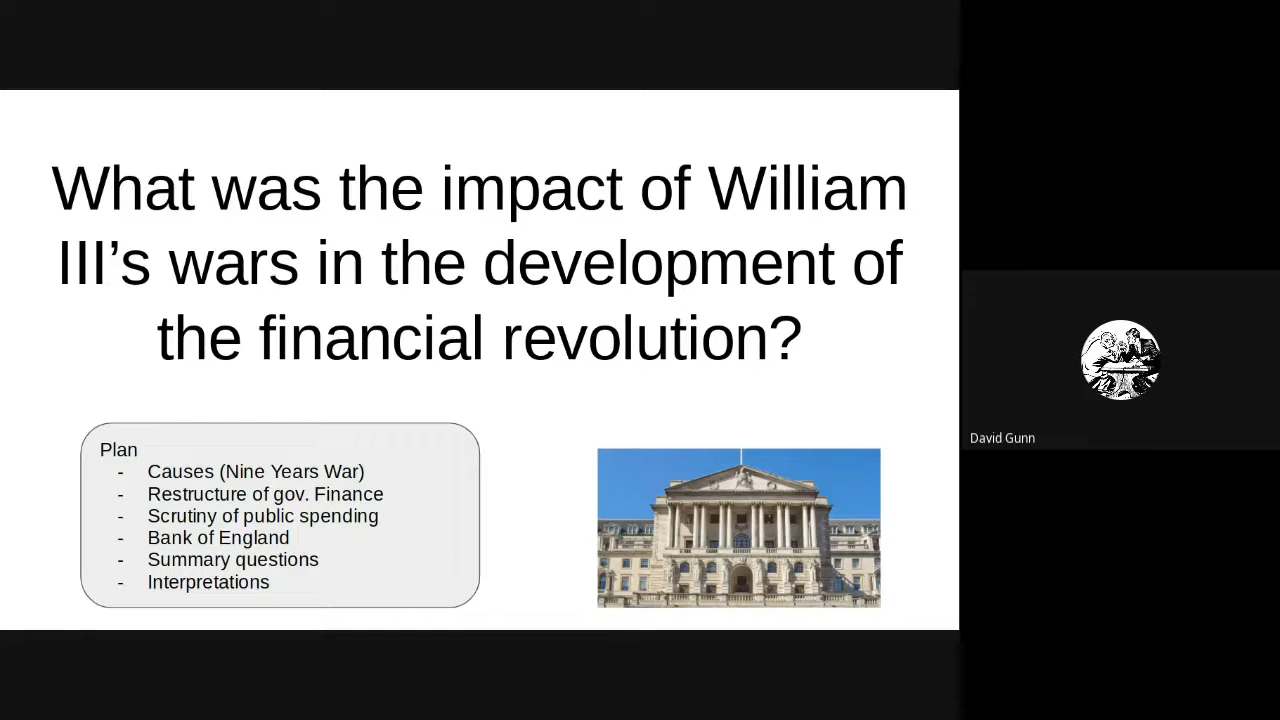 What was the impact of William
III’s wars in the development of
the financial revolution?
Plan
- Causes (Nine Years War)
- Restructure of gov. Finance
- Scrutiny of public spending
- Bank of England
- Summary questions
- Interpretations
David Gunn